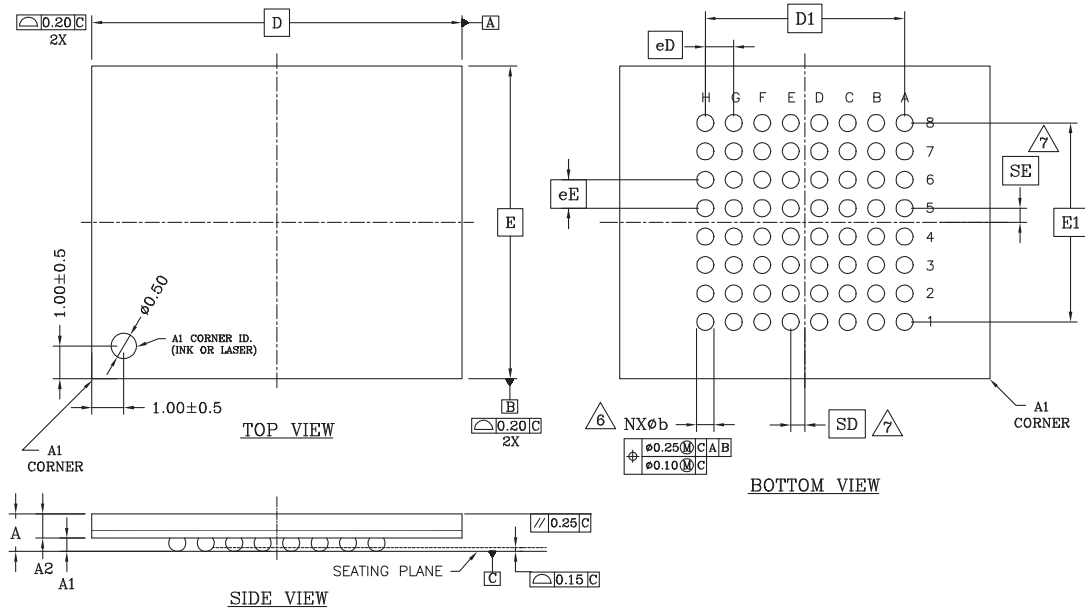 ⌓ 0.20 C
2X
D
A
1.00±0.5
ø0.50
A1 CORNER ID.
(INK OR LASER)
E
1.00±0.5
B
⌓ 0.20 C
2X
TOP VIEW
A1
CORNER
D1
eD
H G F E D C B A
8
7
6
5
4
3
2
1
7
SE
eE
E1
6 NXøb
⌖ ø0.25Ⓜ C A B
ø0.10Ⓜ C
SD 7
A1
CORNER
BOTTOM VIEW
A
A2
A1
// 0.25 C
SEATING PLANE
C
⌓ 0.15 C
SIDE VIEW